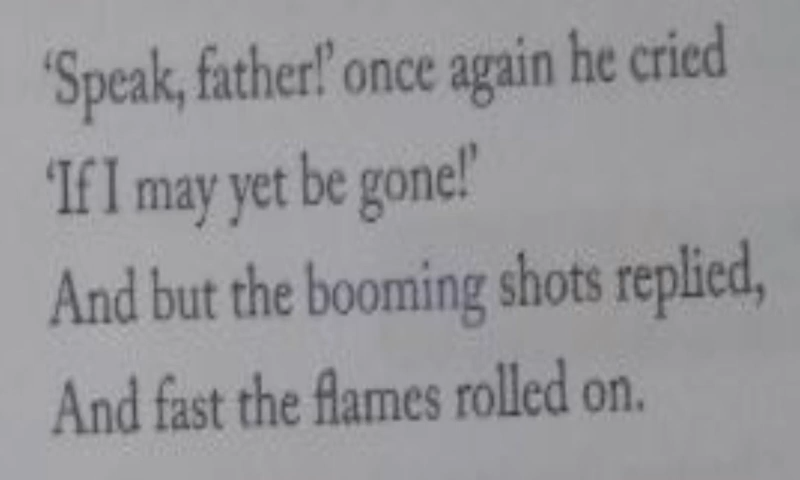 ‘Speak, father!’ once again he cried
‘If I may yet be gone!’
And but the booming shots replied,
And fast the flames rolled on.